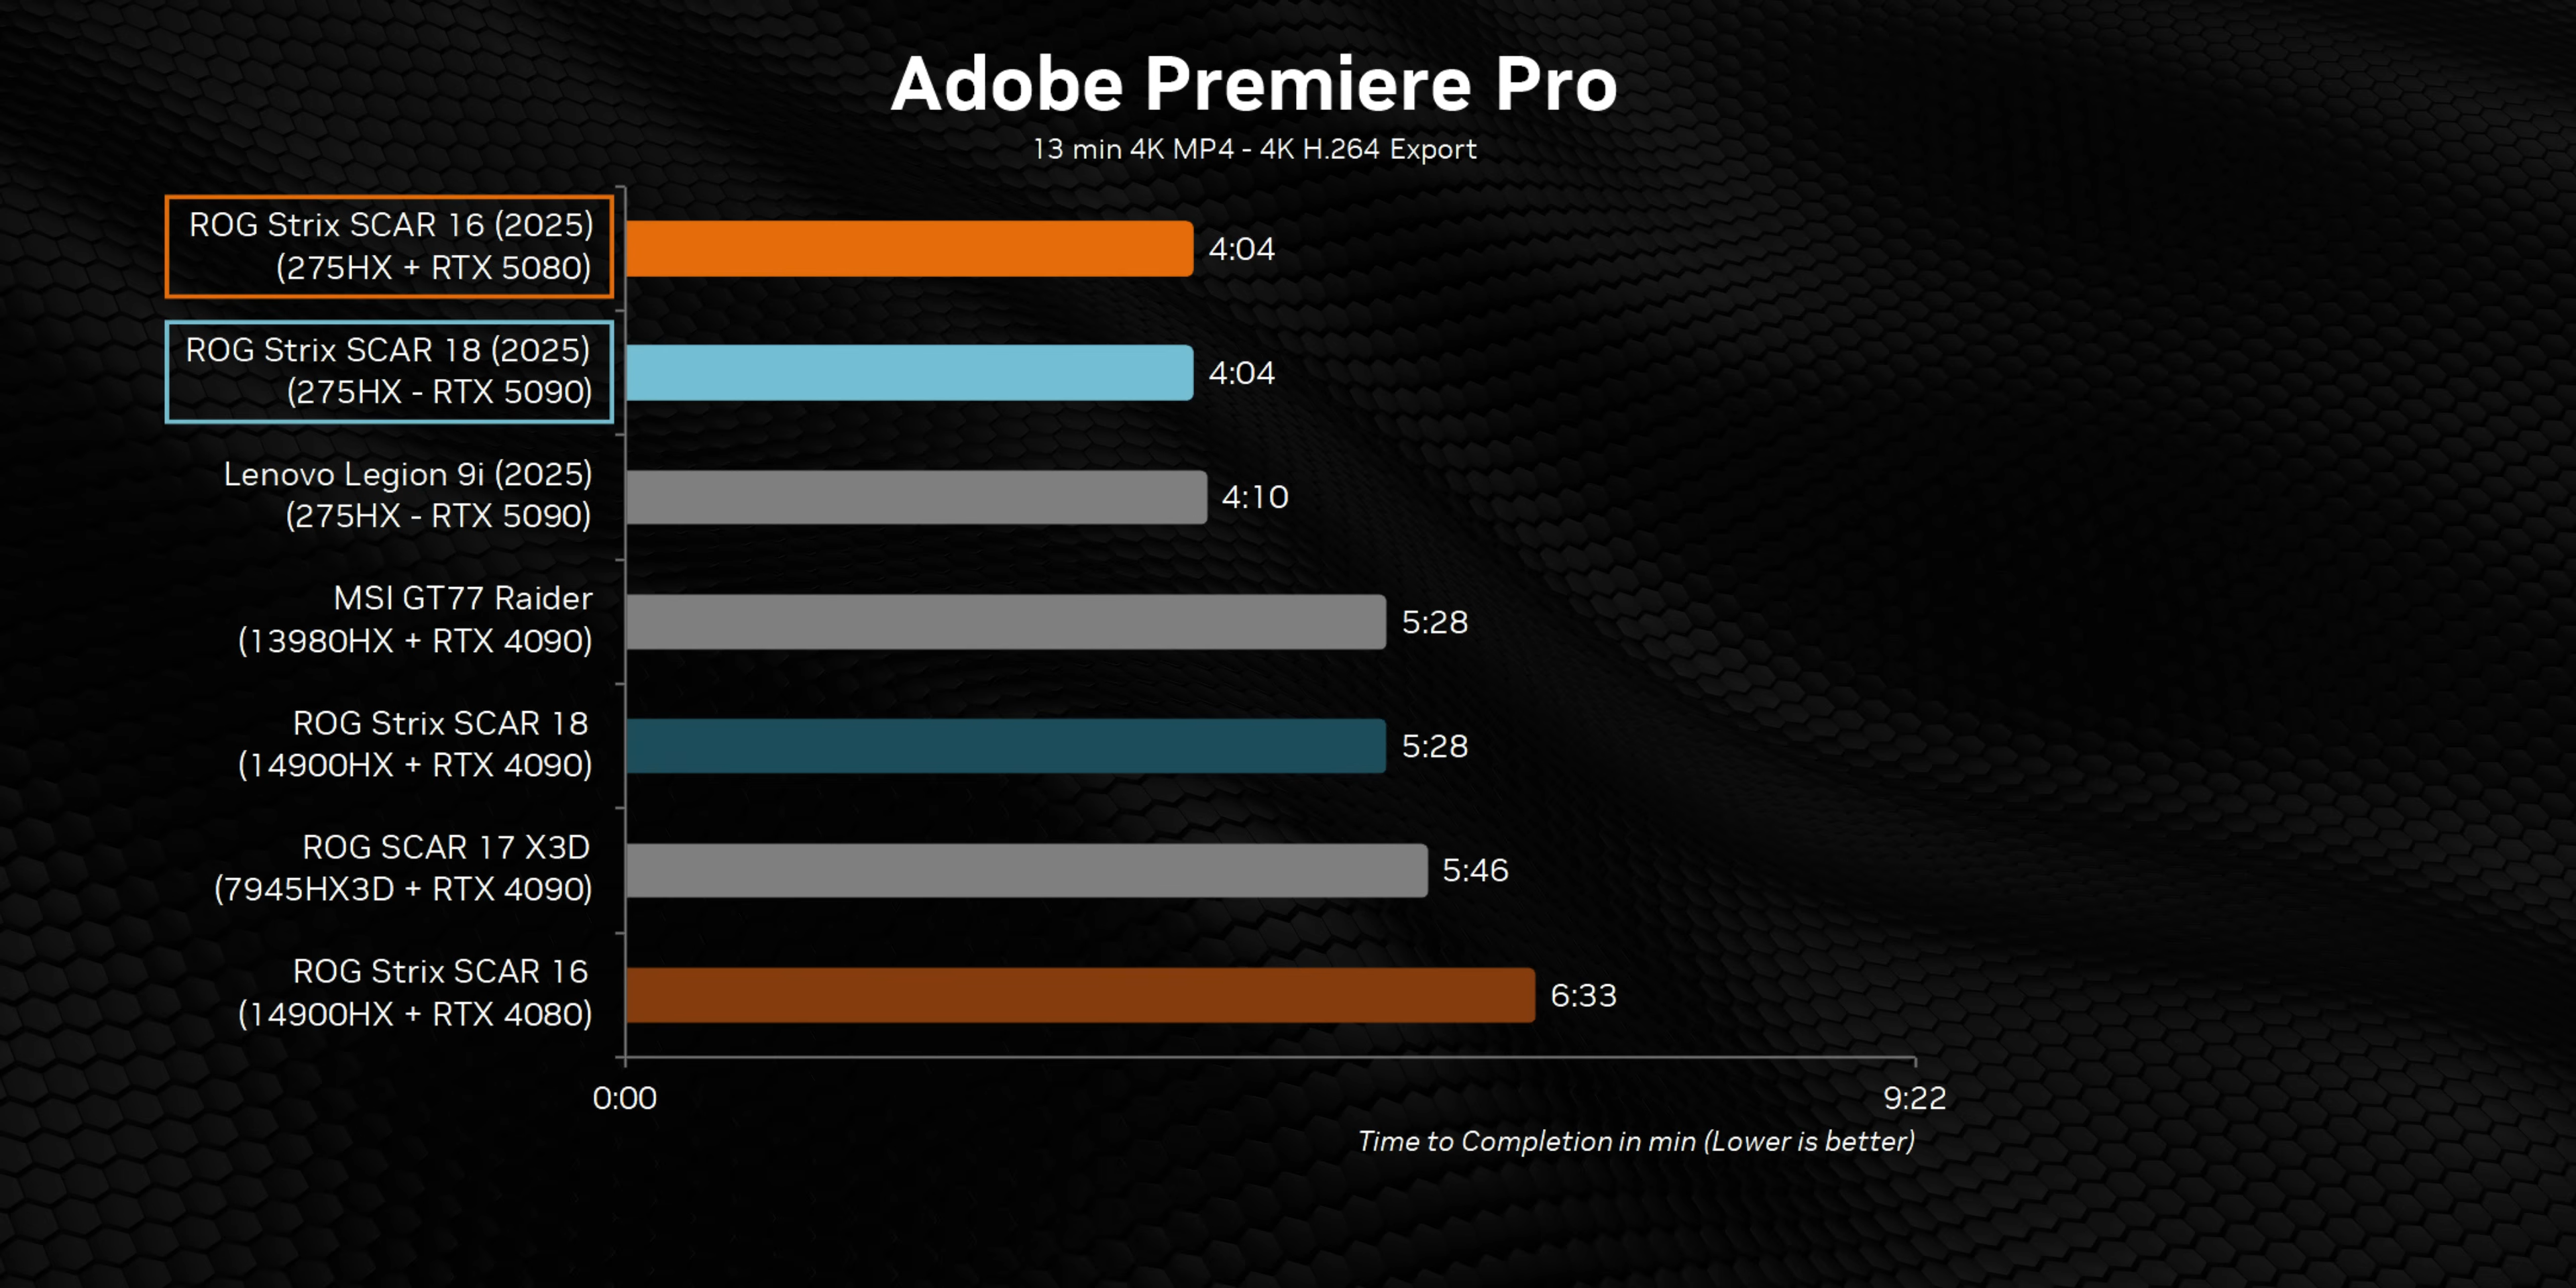 Adobe Premiere Pro
13 min 4K MP4 - 4K H.264 Export
ROG Strix SCAR 16 (2025)
(275HX + RTX 5080)
4:04
ROG Strix SCAR 18 (2025)
(275HX - RTX 5090)
4:04
Lenovo Legion 9i (2025)
(275HX - RTX 5090)
4:10
MSI GT77 Raider
(13980HX + RTX 4090)
5:28
ROG Strix SCAR 18
(14900HX + RTX 4090)
5:28
ROG SCAR 17 X3D
(7945HX3D + RTX 4090)
5:46
ROG Strix SCAR 16
(14900HX + RTX 4080)
6:33
0:00
9:22
Time to Completion in min (Lower is better)